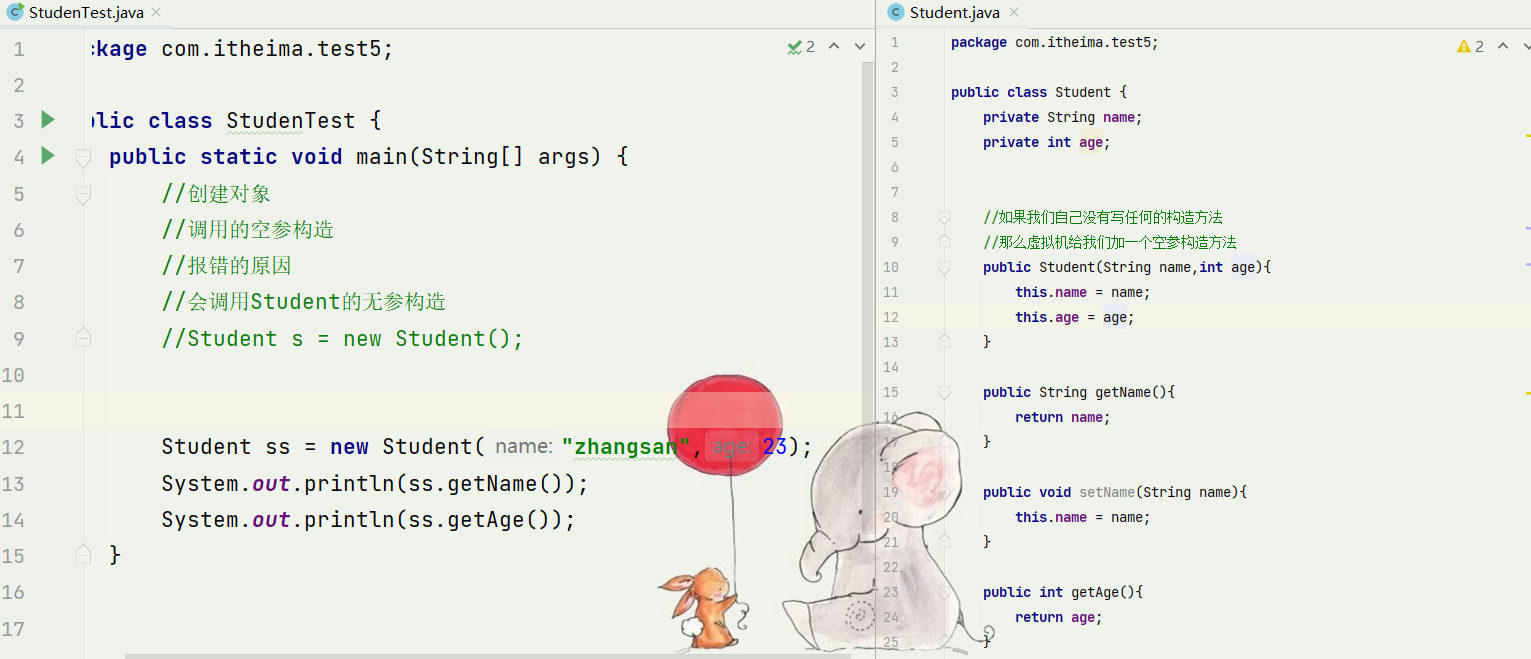 StudenTest.java
2
1 ckage com.itheima.test5;
2
3 blic class StudenTest {
4 public static void main(String[] args) {
5 //创建对象
6 //调用的空参构造
7 //报错的原因
8 //会调用Student的无参构造
9 //Student s = new Student();
10
11
12 Student ss = new Student( name: "zhangsan", age: 23);
13 System.out.println(ss.getName());
14 System.out.println(ss.getAge());
15 }
16
17
Student.java
2
1 package com.itheima.test5;
2
3 public class Student {
4 private String name;
5 private int age;
6
7
8 //如果我们自己没有写任何的构造方法
9 //那么虚拟机给我们加一个空参构造方法
10 public Student(String name,int age){
11 this.name = name;
12 this.age = age;
13 }
14
15 public String getName(){
16 return name;
17 }
18
19 public void setName(String name){
20 this.name = name;
21 }
22
23 public int getAge(){
24 return age;
25 }